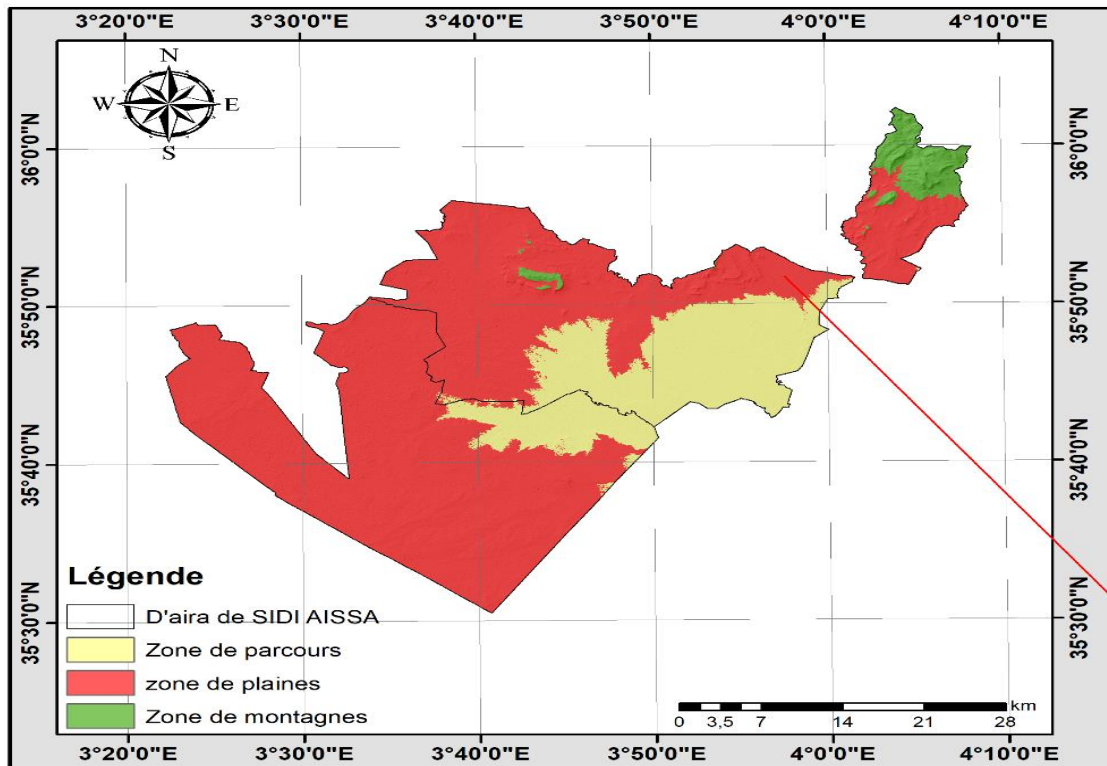 3°20'0"E 3°30'0"E 3°40'0"E 3°50'0"E 4°0'0"E 4°10'0"E
N
W E
S
36°0'0"N 36°0'0"N
35°50'0"N 35°50'0"N
35°40'0"N 35°40'0"N
35°30'0"N 35°30'0"N
Légende
D'aira de SIDI AISSA
Zone de parcours
zone de plaines
Zone de montagnes
km
0 3,5 7 14 21 28
3°20'0"E 3°30'0"E 3°40'0"E 3°50'0"E 4°0'0"E 4°10'0"E